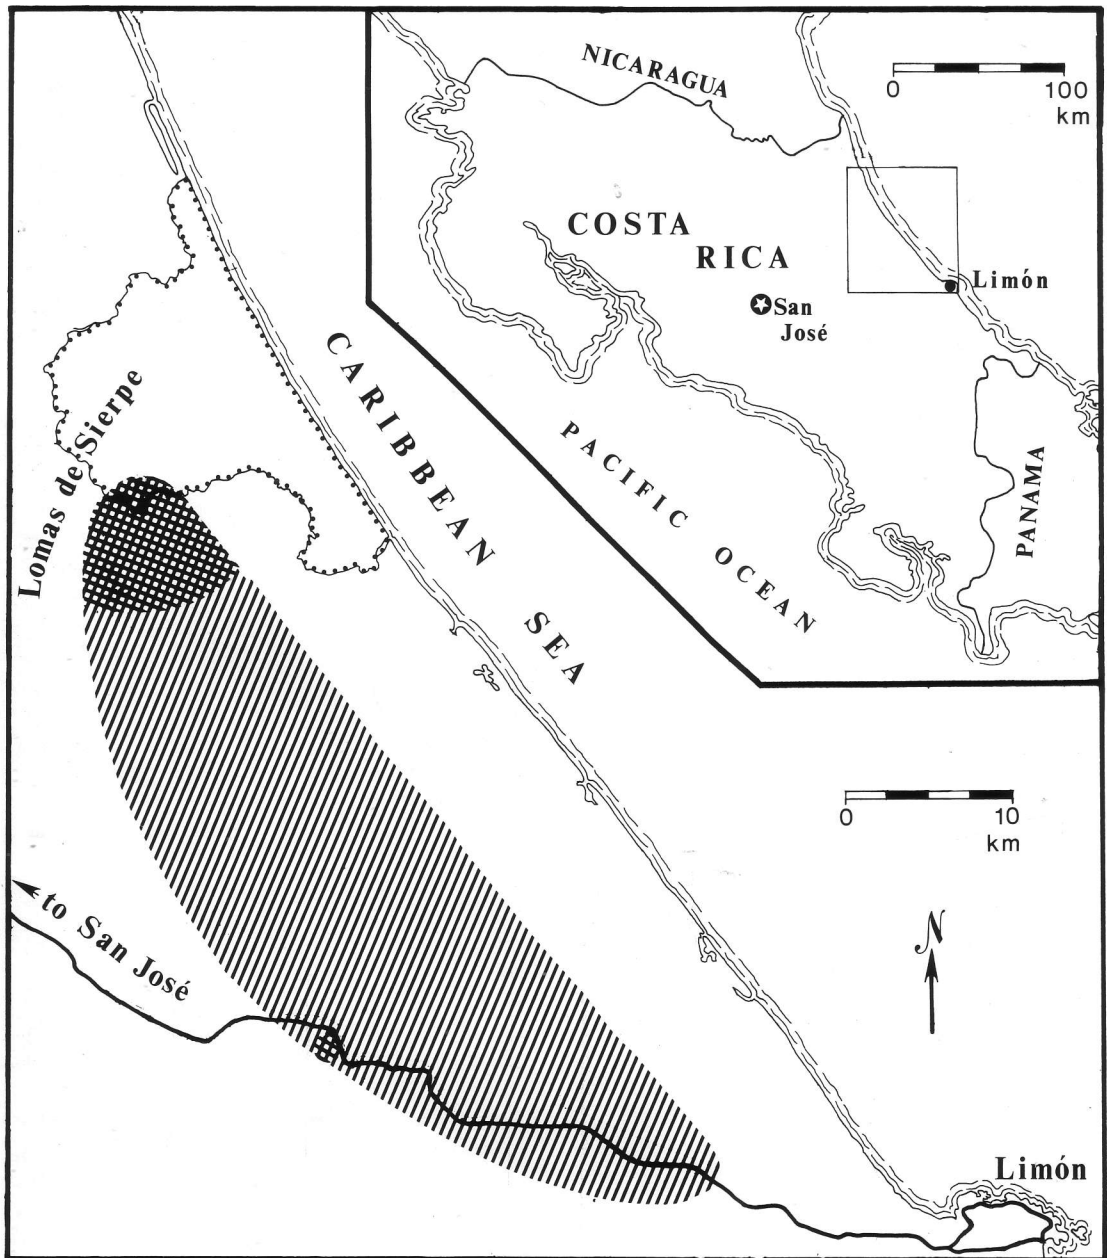 NICARAGUA
0 100
km
COSTA
RICA
Limón
San
José
PACIFIC OCEAN
PANAMA
CARIBBEAN
SEA
Lomas de Sierpe
0 10
km
N
to San José
Limón